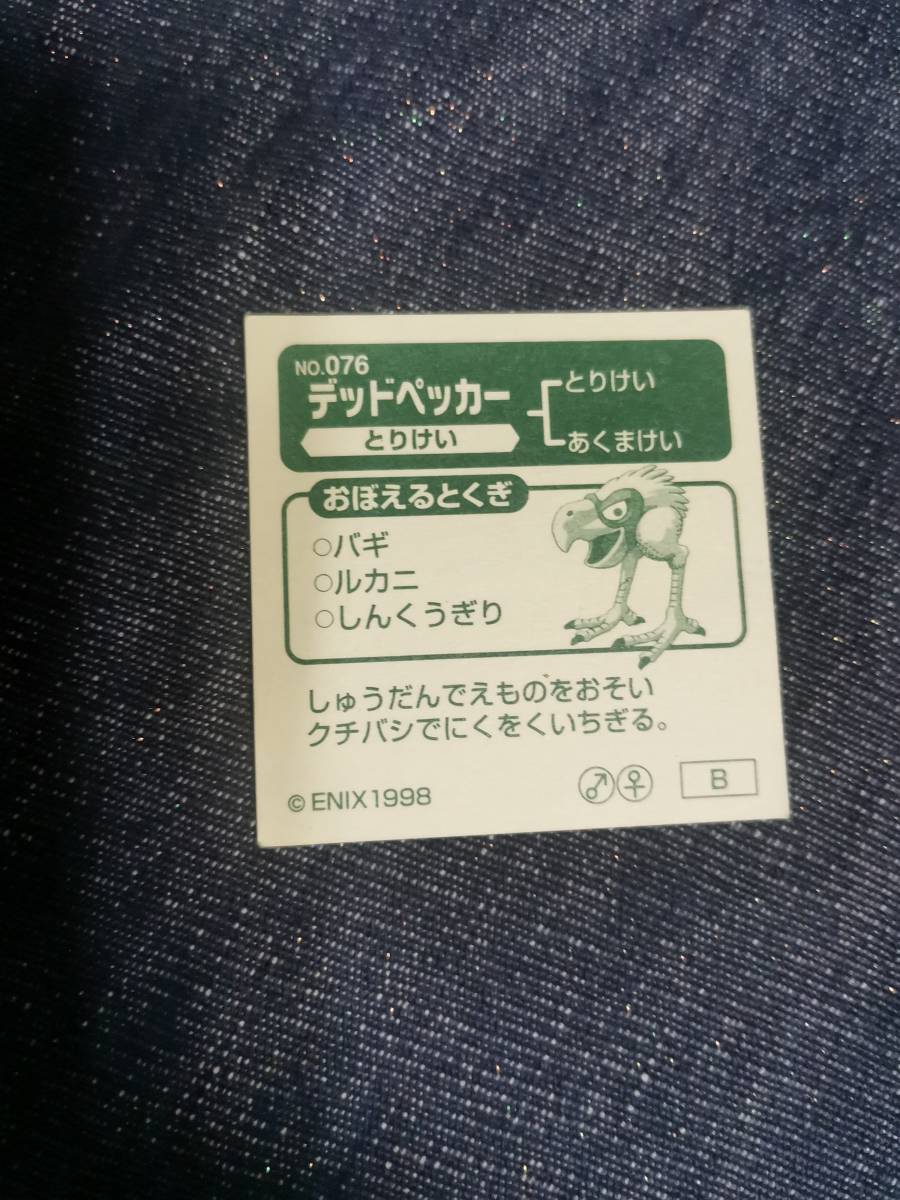 NO.076
デッドペッカー
とりけい
とりけい
あくまけい
おぼえるとくぎ
○バギ
○ルカニ
○しんくうぎり
しゅうだんでえものをおそい
クチバシでにくをくいちぎる。
© ENIX1998
♂♀
B